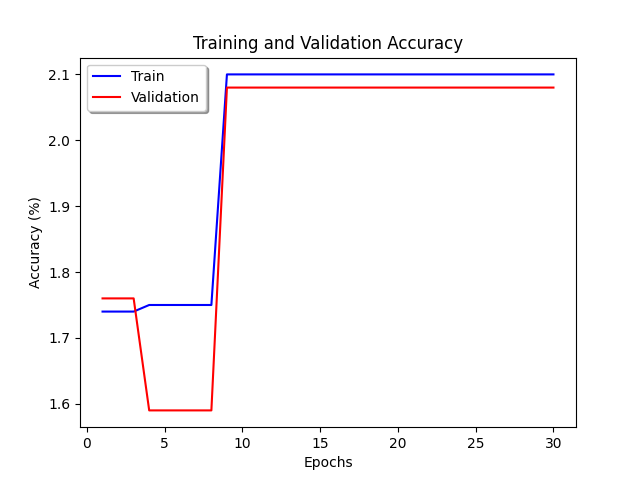 Training and Validation Accuracy
Train
Validation
2.1
2.0
1.9
1.8
1.7
1.6
Accuracy (%)
0 5 10 15 20 25 30
Epochs